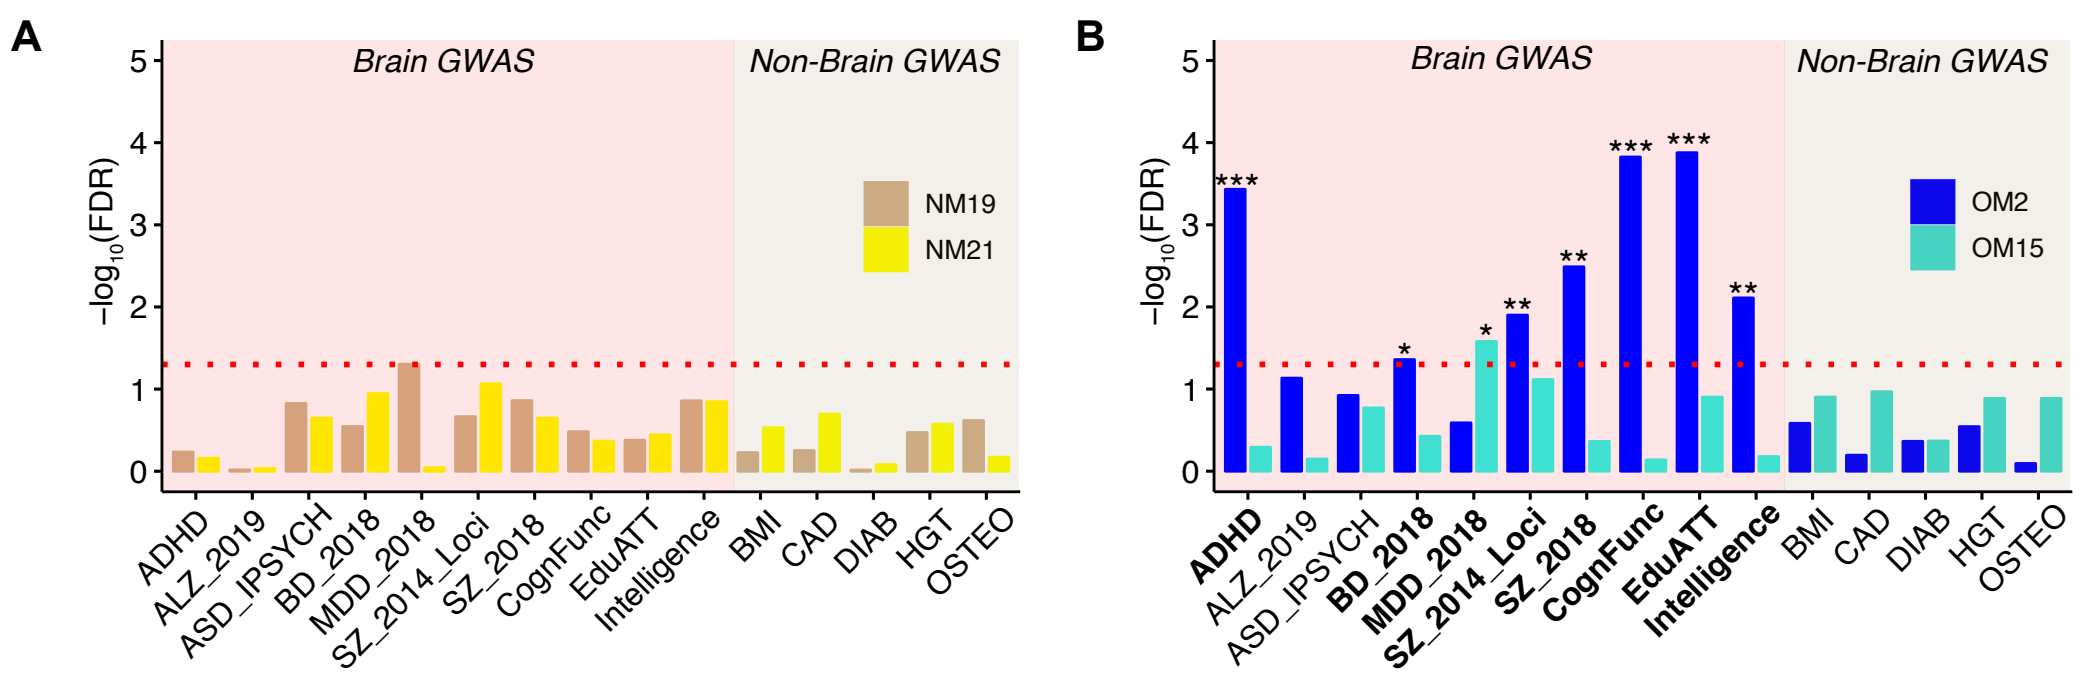 A
Brain GWAS
Non-Brain GWAS
5
4
3
2
1
0
−log10(FDR)
NM19
NM21
ADHD
ALZ_2019
ASD_IPSYCH
BD_2018
MDD_2018
SZ_2014_Loci
SZ_2018
CognFunc
EduATT
Intelligence
BMI
CAD
DIAB
HGT
OSTEO
B
Brain GWAS
Non-Brain GWAS
5
4
3
2
1
0
−log10(FDR)
***
*
*
**
**
***
***
**
OM2
OM15
ADHD
ALZ_2019
ASD_IPSYCH
BD_2018
MDD_2018
SZ_2014_Loci
SZ_2018
CognFunc
EduATT
Intelligence
BMI
CAD
DIAB
HGT
OSTEO